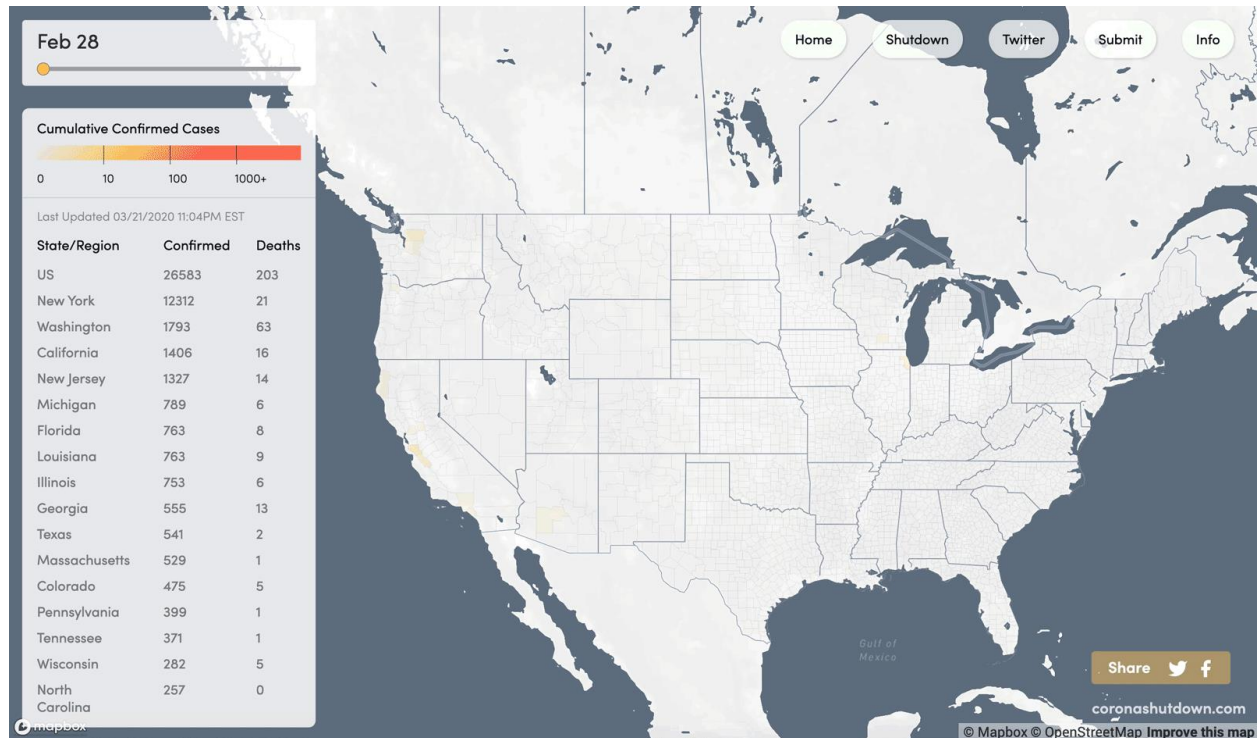 Feb 28
Home Shutdown Twitter Submit Info
Cumulative Confirmed Cases
0 10 100 1000+
Last Updated 03/21/2020 11:04PM EST
State/Region Confirmed Deaths
US 26583 203
New York 12312 21
Washington 1793 63
California 1406 16
New Jersey 1327 14
Michigan 789 6
Florida 763 8
Louisiana 763 9
Illinois 753 6
Georgia 555 13
Texas 541 2
Massachusetts 529 1
Colorado 475 5
Pennsylvania 399 1
Tennessee 371 1
Wisconsin 282 5
North 257 0
Carolina
Gulf of
Mexico
Share
coronashutdown.com
mapbox
© Mapbox © OpenStreetMap Improve this map